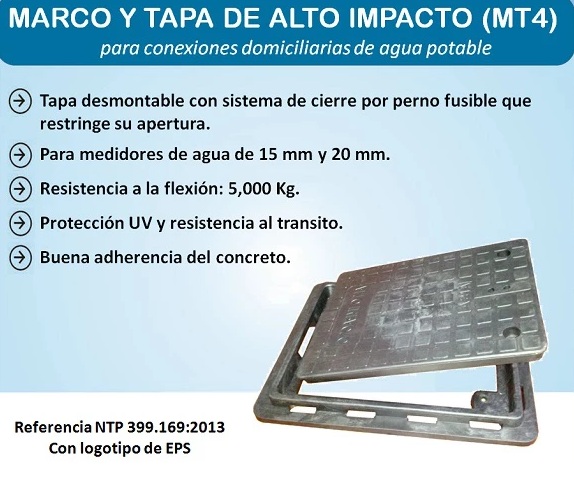 MARCO Y TAPA DE ALTO IMPACTO (MT4)
para conexiones domiciliarias de agua potable
Tapa desmontable con sistema de cierre por perno fusible que
restringe su apertura.
Para medidores de agua de 15 mm y 20 mm.
Resistencia a la flexión: 5,000 Kg.
Protección UV y resistencia al transito.
Buena adherencia del concreto.
Referencia NTP 399.169:2013
Con logotipo de EPS